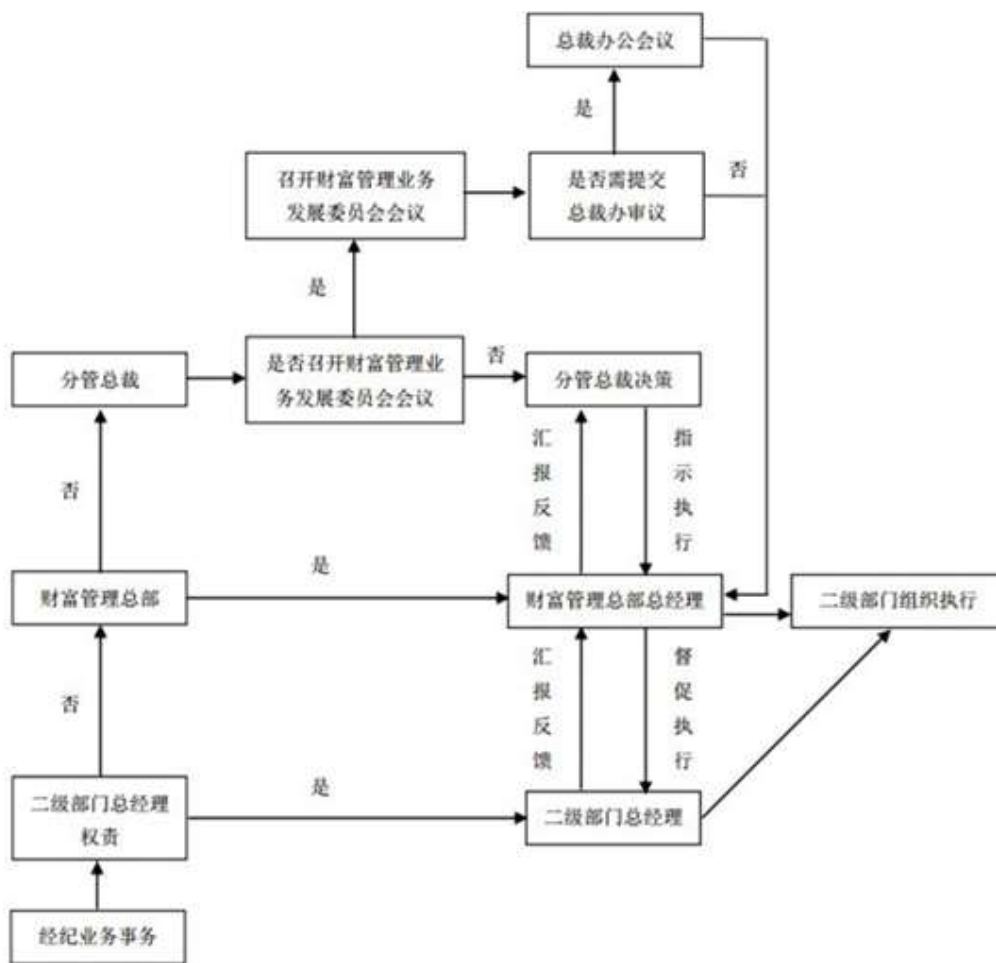 总裁办公会议
是
召开财富管理业务
发展委员会会议
是否需提交
总裁办审议
否
是
分管总裁
是否召开财富管理业
务发展委员会会议
否
分管总裁决策
汇报反馈
指示执行
否
财富管理总部
是
财富管理总部总经理
二级部门组织执行
汇报反馈
督促执行
否
二级部门总经理
权责
是
二级部门总经理
经纪业务事务